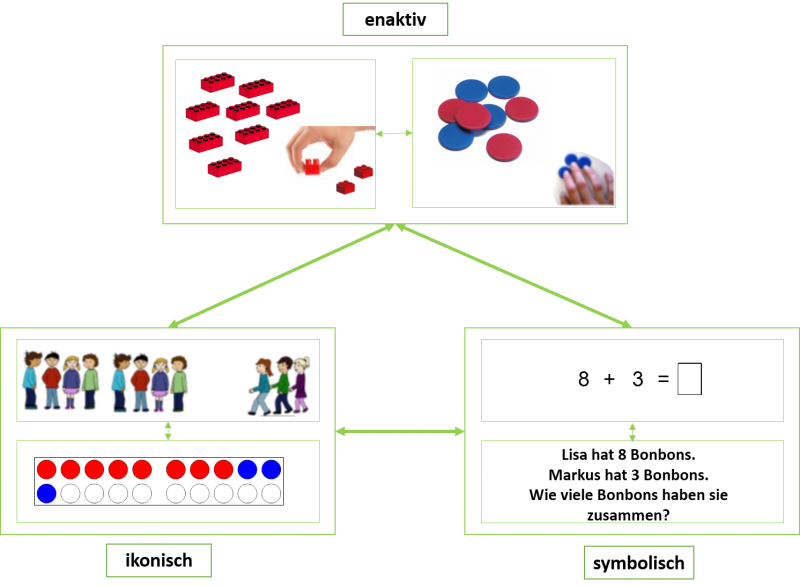 enaktiv
8 + 3 =
Lisa hat 8 Bonbons.
Markus hat 3 Bonbons.
Wie viele Bonbons haben sie
zusammen?
ikonisch
symbolisch